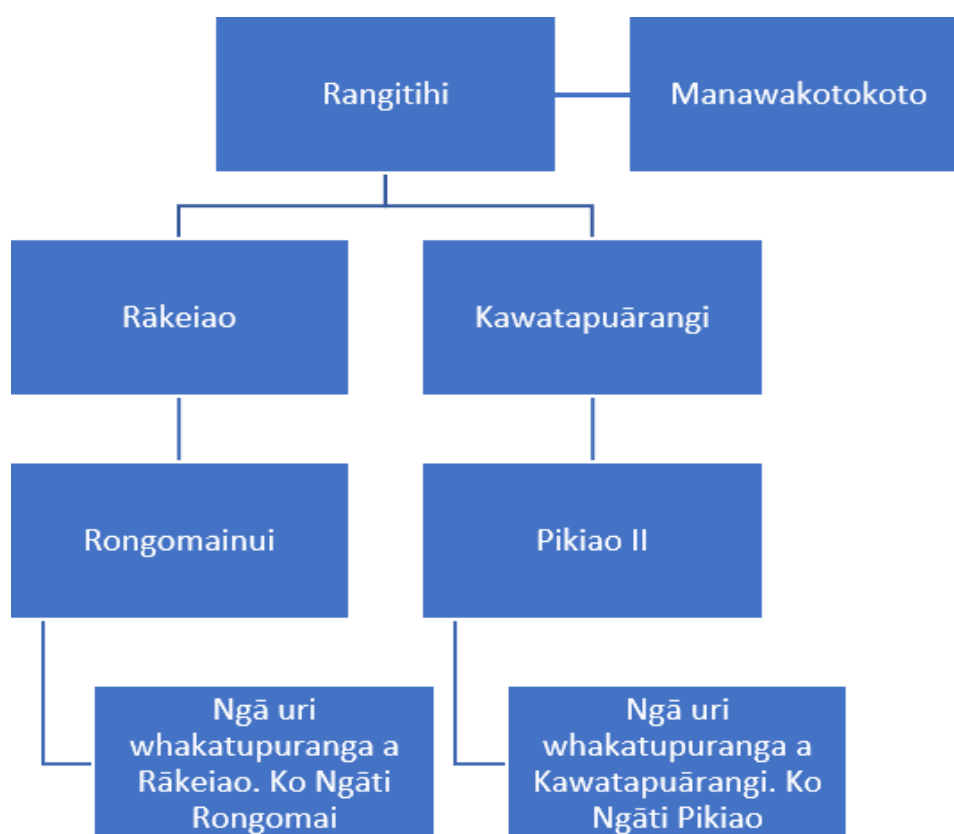 Rangitihi
Manawakotokoto
Rākeiao
Kawatapuārangi
Rongomainui
Pikiao II
Ngā uri
whakatupuranga a
Rākeiao. Ko Ngāti
Rongomai
Ngā uri
whakatupuranga a
Kawatapuārangi. Ko
Ngāti Pikiao